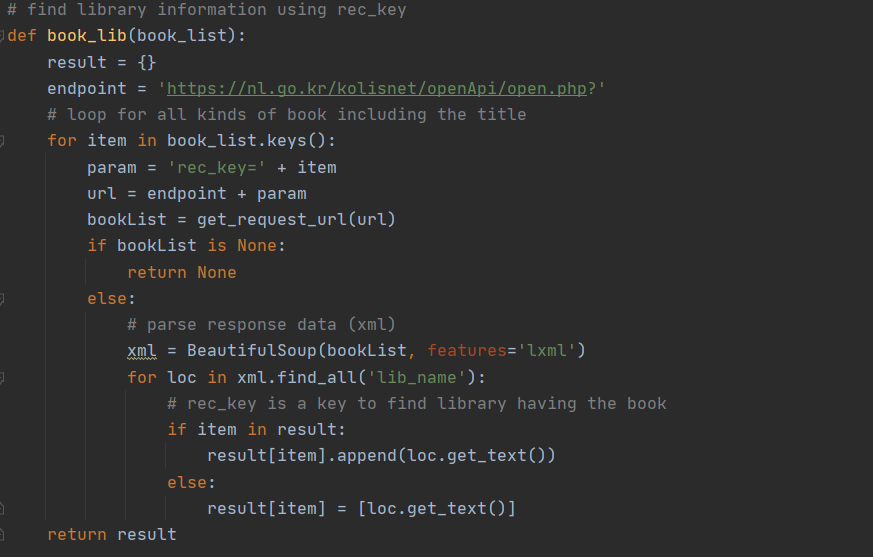 # find library information using rec_key
def book_lib(book_list):
    result = {}
    endpoint = 'https://nl.go.kr/kolisnet/openApi/open.php?'
    # loop for all kinds of book including the title
    for item in book_list.keys():
        param = 'rec_key=' + item
        url = endpoint + param
        bookList = get_request_url(url)
        if bookList is None:
            return None
        else:
            # parse response data (xml)
            xml = BeautifulSoup(bookList, features='lxml')
            for loc in xml.find_all('lib_name'):
                # rec_key is a key to find library having the book
                if item in result:
                    result[item].append(loc.get_text())
                else:
                    result[item] = [loc.get_text()]
    return result